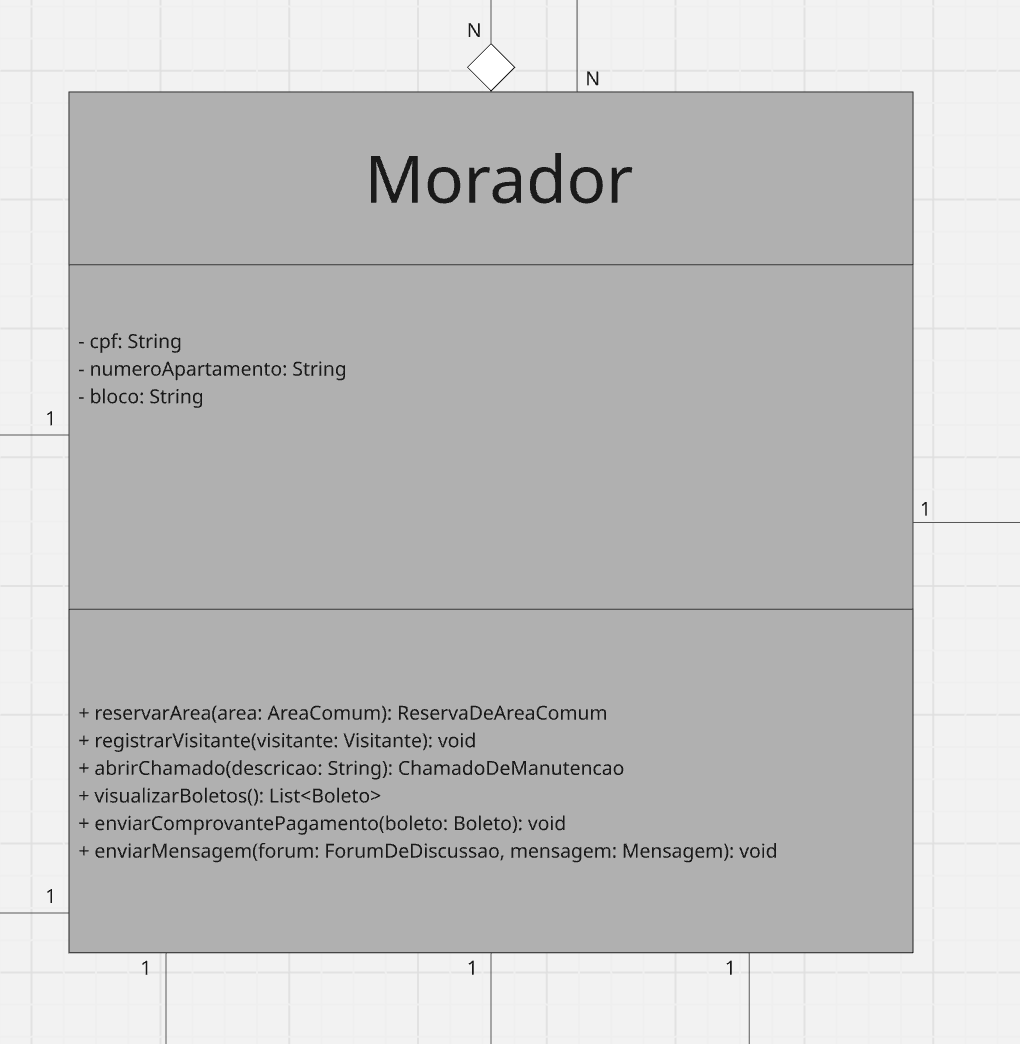 N
N
Morador
- cpf: String
- numeroApartamento: String
- bloco: String
1
1
+ reservarArea(area: AreaComum): ReservaDeAreaComum
+ registrarVisitante(visitante: Visitante): void
+ abrirChamado(descricao: String): ChamadoDeManutencao
+ visualizarBoletos(): List<Boleto>
+ enviarComprovantePagamento(boleto: Boleto): void
+ enviarMensagem(forum: ForumDeDiscussao, mensagem: Mensagem): void
1
1 1 1